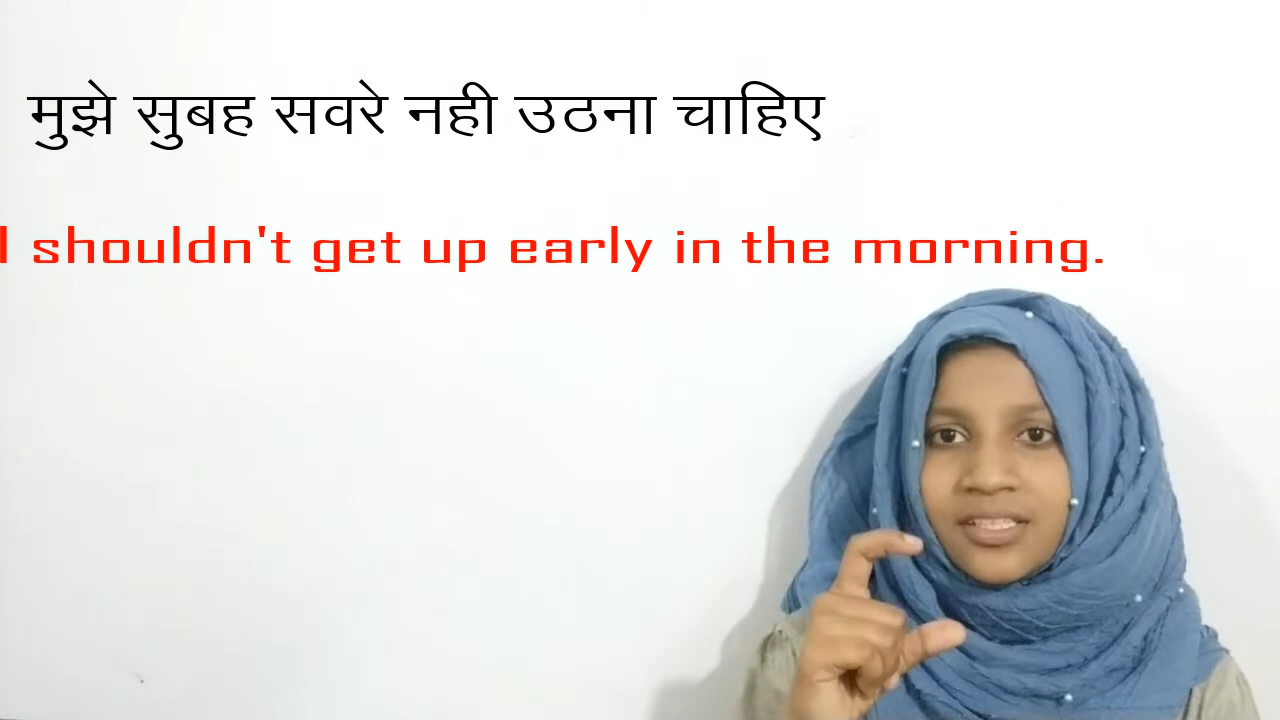 मुझे सुबह सवरे नही उठना चाहिए
I shouldn't get up early in the morning.